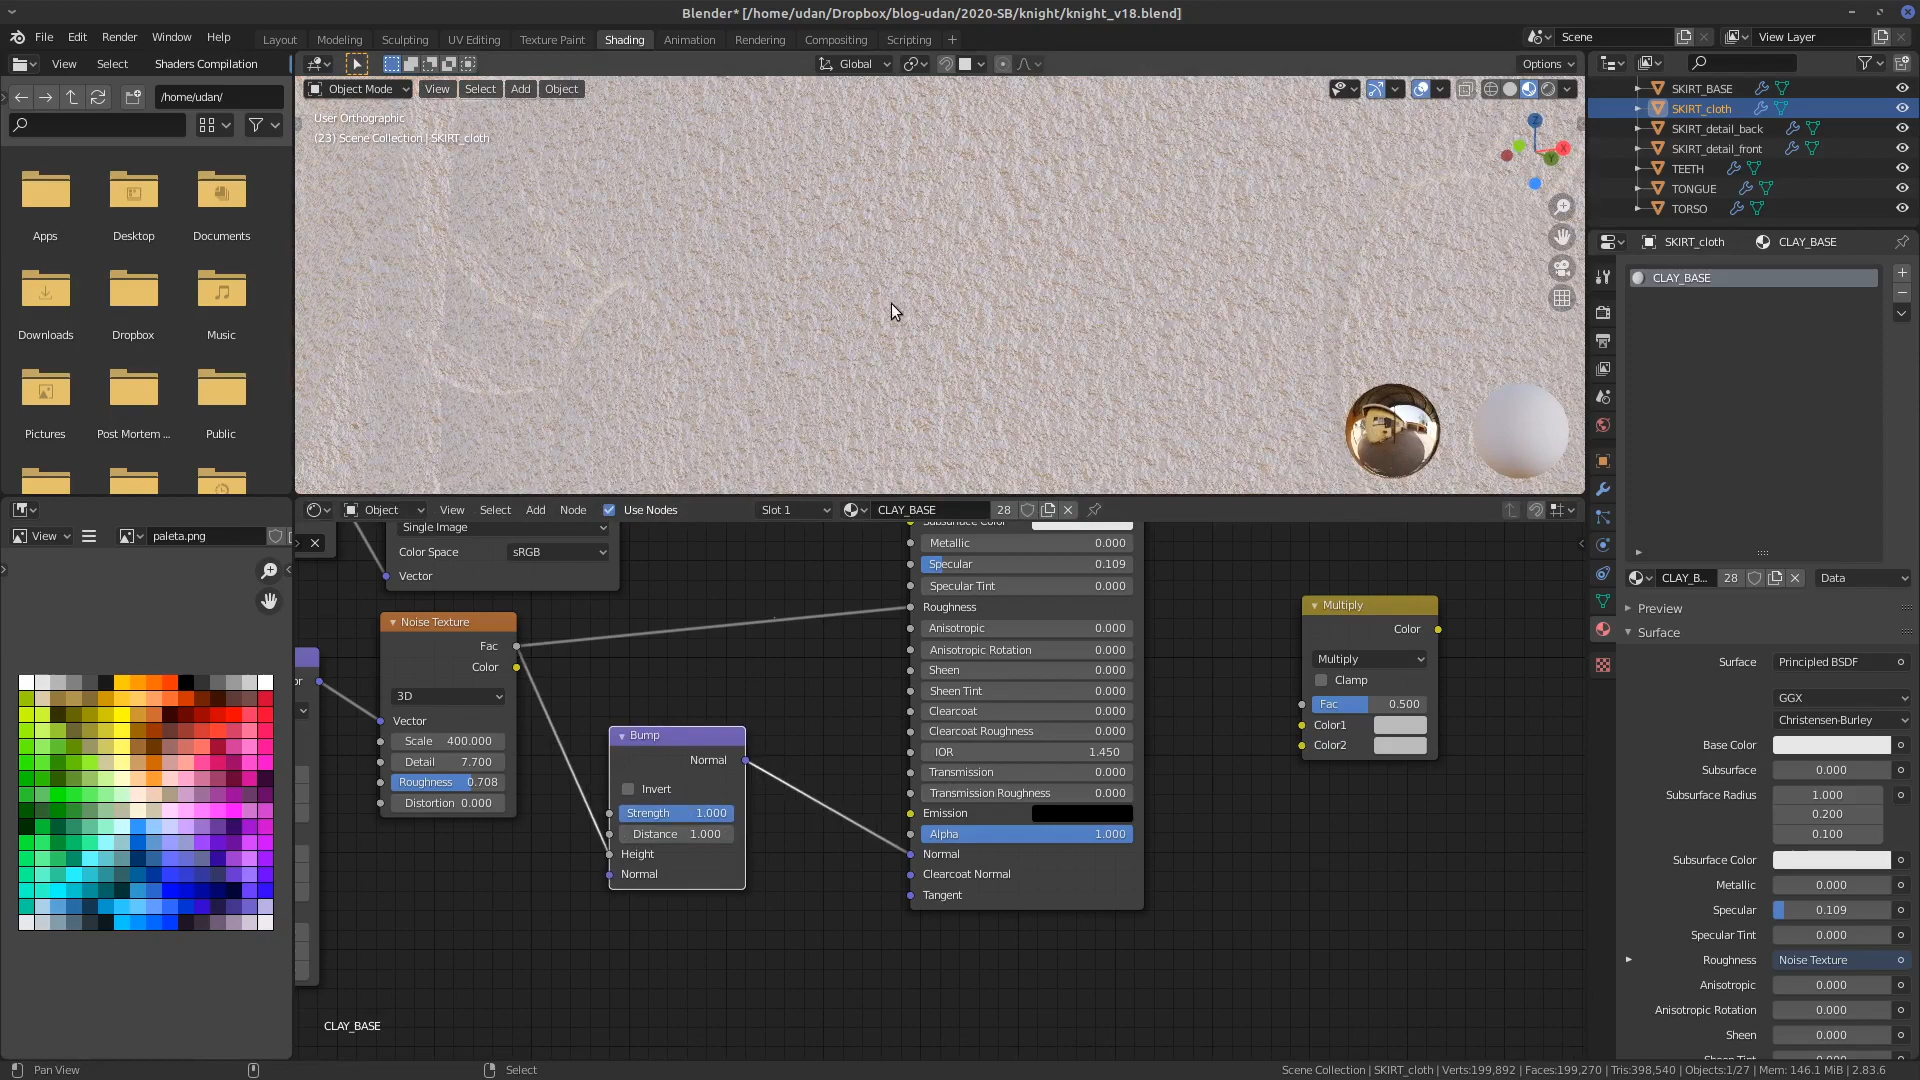 Blender* [/home/udan/Dropbox/blog-udan/2020-SB/knight/knight_v18.blend]
File Edit Render Window Help
Layout Modeling Sculpting UV Editing Texture Paint Shading Animation Rendering Compositing Scripting
Scene View Layer
View Select Shaders Compilation
Global Options
/home/udan/
Object Mode View Select Add Object
User Orthographic
(23) Scene Collection | SKIRT_cloth
Z
X
Y
SKIRT_BASE
SKIRT_cloth
SKIRT_detail_back
SKIRT_detail_front
TEETH
TONGUE
TORSO
Apps Desktop Documents
Downloads Dropbox Music
Pictures Post Mortem ... Public
SKIRT_cloth CLAY_BASE
CLAY_BASE
Object View Select Add Node Use Nodes Slot 1 CLAY_BASE 28
View paleta.png
Single Image
Color Space sRGB
Vector
Noise Texture
Fac
Color
3D
Vector
Scale 400.000
Detail 7.700
Roughness 0.708
Distortion 0.000
Bump
Normal
Invert
Strength 1.000
Distance 1.000
Height
Normal
Subsurface Color
Metallic 0.000
Specular 0.109
Specular Tint 0.000
Roughness
Anisotropic 0.000
Anisotropic Rotation 0.000
Sheen 0.000
Sheen Tint 0.000
Clearcoat 0.000
Clearcoat Roughness 0.000
IOR 1.450
Transmission 0.000
Transmission Roughness 0.000
Emission
Alpha 1.000
Normal
Clearcoat Normal
Tangent
Multiply
Color
Multiply
Clamp
Fac 0.500
Color1
Color2
CLAY_B... 28 Data
Preview
Surface
Surface Principled BSDF
GGX
Christensen-Burley
Base Color
Subsurface 0.000
Subsurface Radius 1.000
0.200
0.100
Subsurface Color
Metallic 0.000
Specular 0.109
Specular Tint 0.000
Roughness Noise Texture
Anisotropic 0.000
Anisotropic Rotation 0.000
Sheen 0.000
Sheen Tint 0.000
CLAY_BASE
Pan View Select
Scene Collection | SKIRT_cloth | Verts:199,892 | Faces:199,270 | Tris:398,540 | Objects:1/27 | Mem: 146.1 MiB | 2.83.6